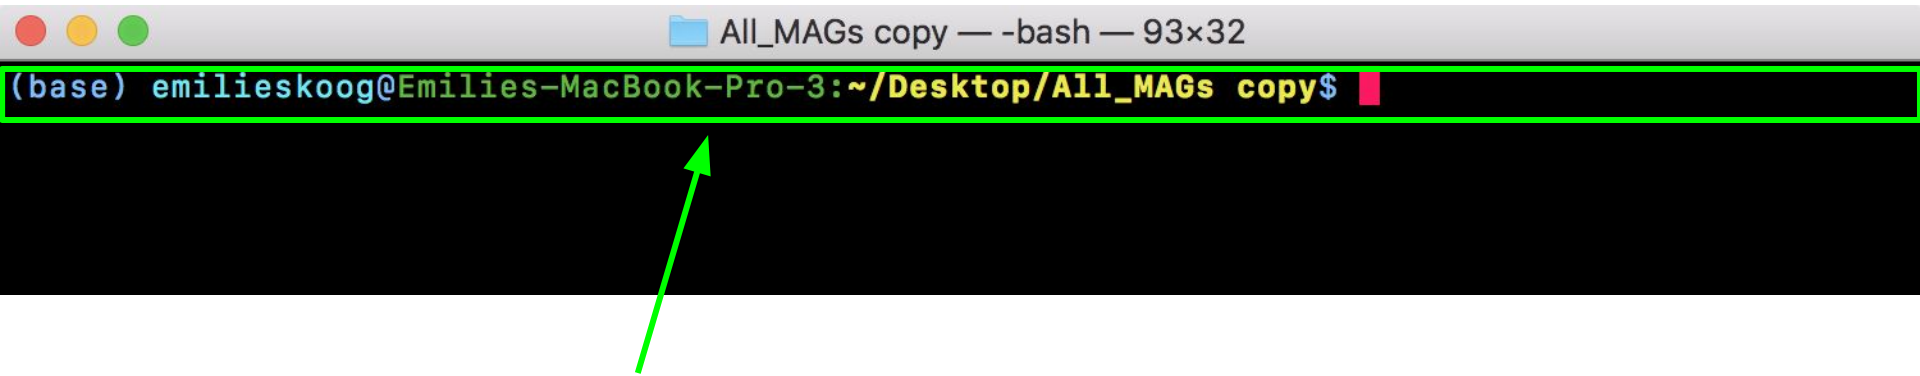 All_MAGs copy — -bash — 93×32
(base) emilieskoog@Emilies-MacBook-Pro-3:~/Desktop/All_MAGs copy$